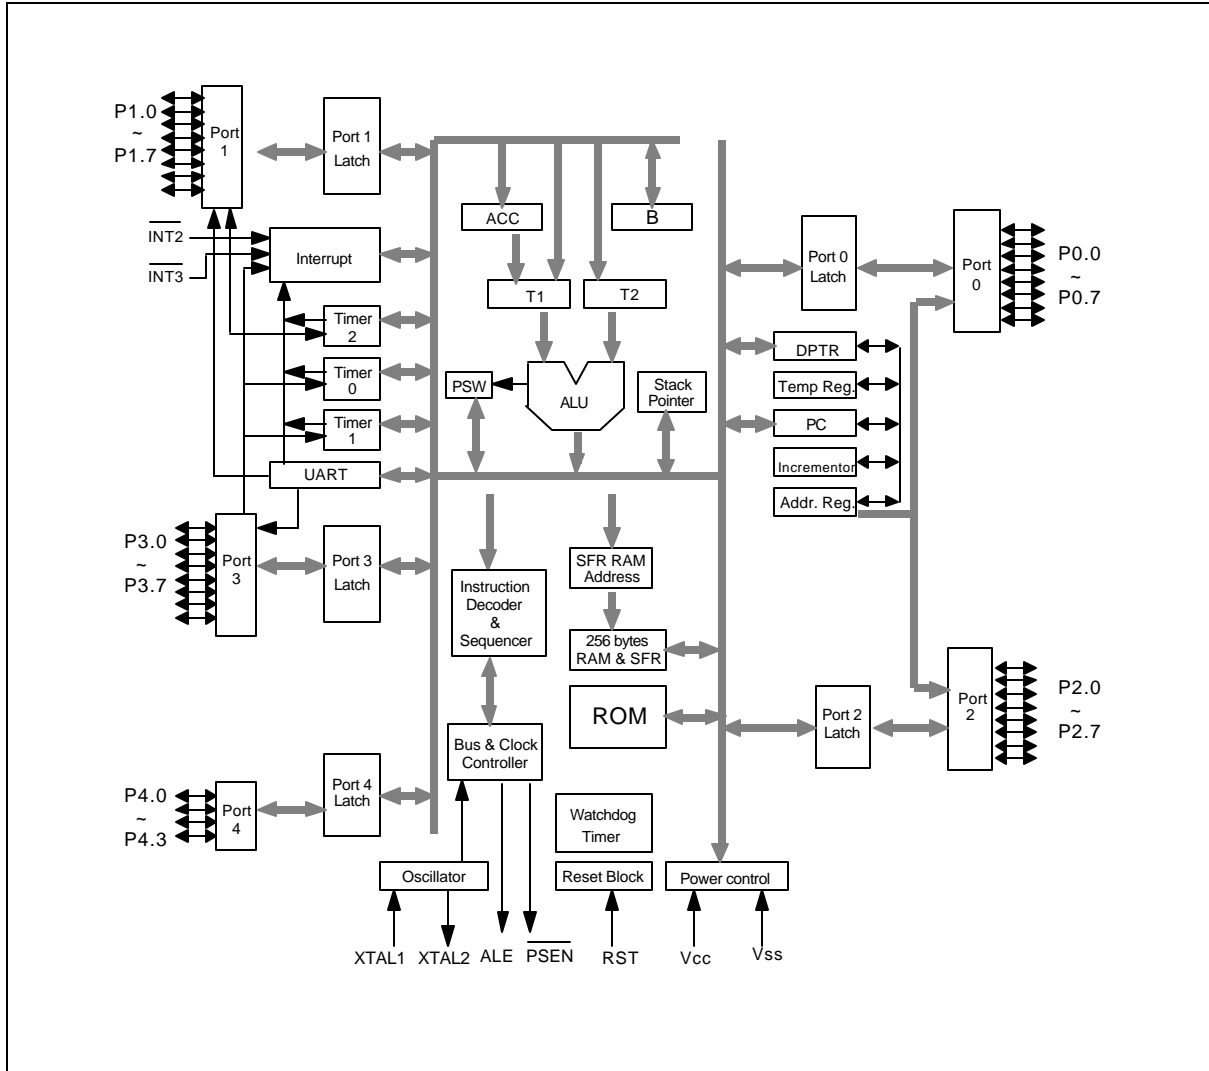 P1.0
~
P1.7
Port
1
Port 1
Latch
INT2
INT3
Interrupt
Timer
2
Timer
0
Timer
1
UART
P3.0
~
P3.7
Port
3
Port 3
Latch
P4.0
~
P4.3
Port
4
Port 4
Latch
ACC
B
T1
T2
PSW
ALU
Stack
Pointer
Instruction
Decoder
&
Sequencer
SFR RAM
Address
256 bytes
RAM & SFR
ROM
Bus & Clock
Controller
Watchdog
Timer
Oscillator
Reset Block
Power control
XTAL1
XTAL2
ALE
PSEN
RST
Vcc
Vss
Port 0
Latch
Port
0
P0.0
~
P0.7
DPTR
Temp Reg.
PC
Incrementor
Addr. Reg.
Port 2
Latch
Port
2
P2.0
~
P2.7